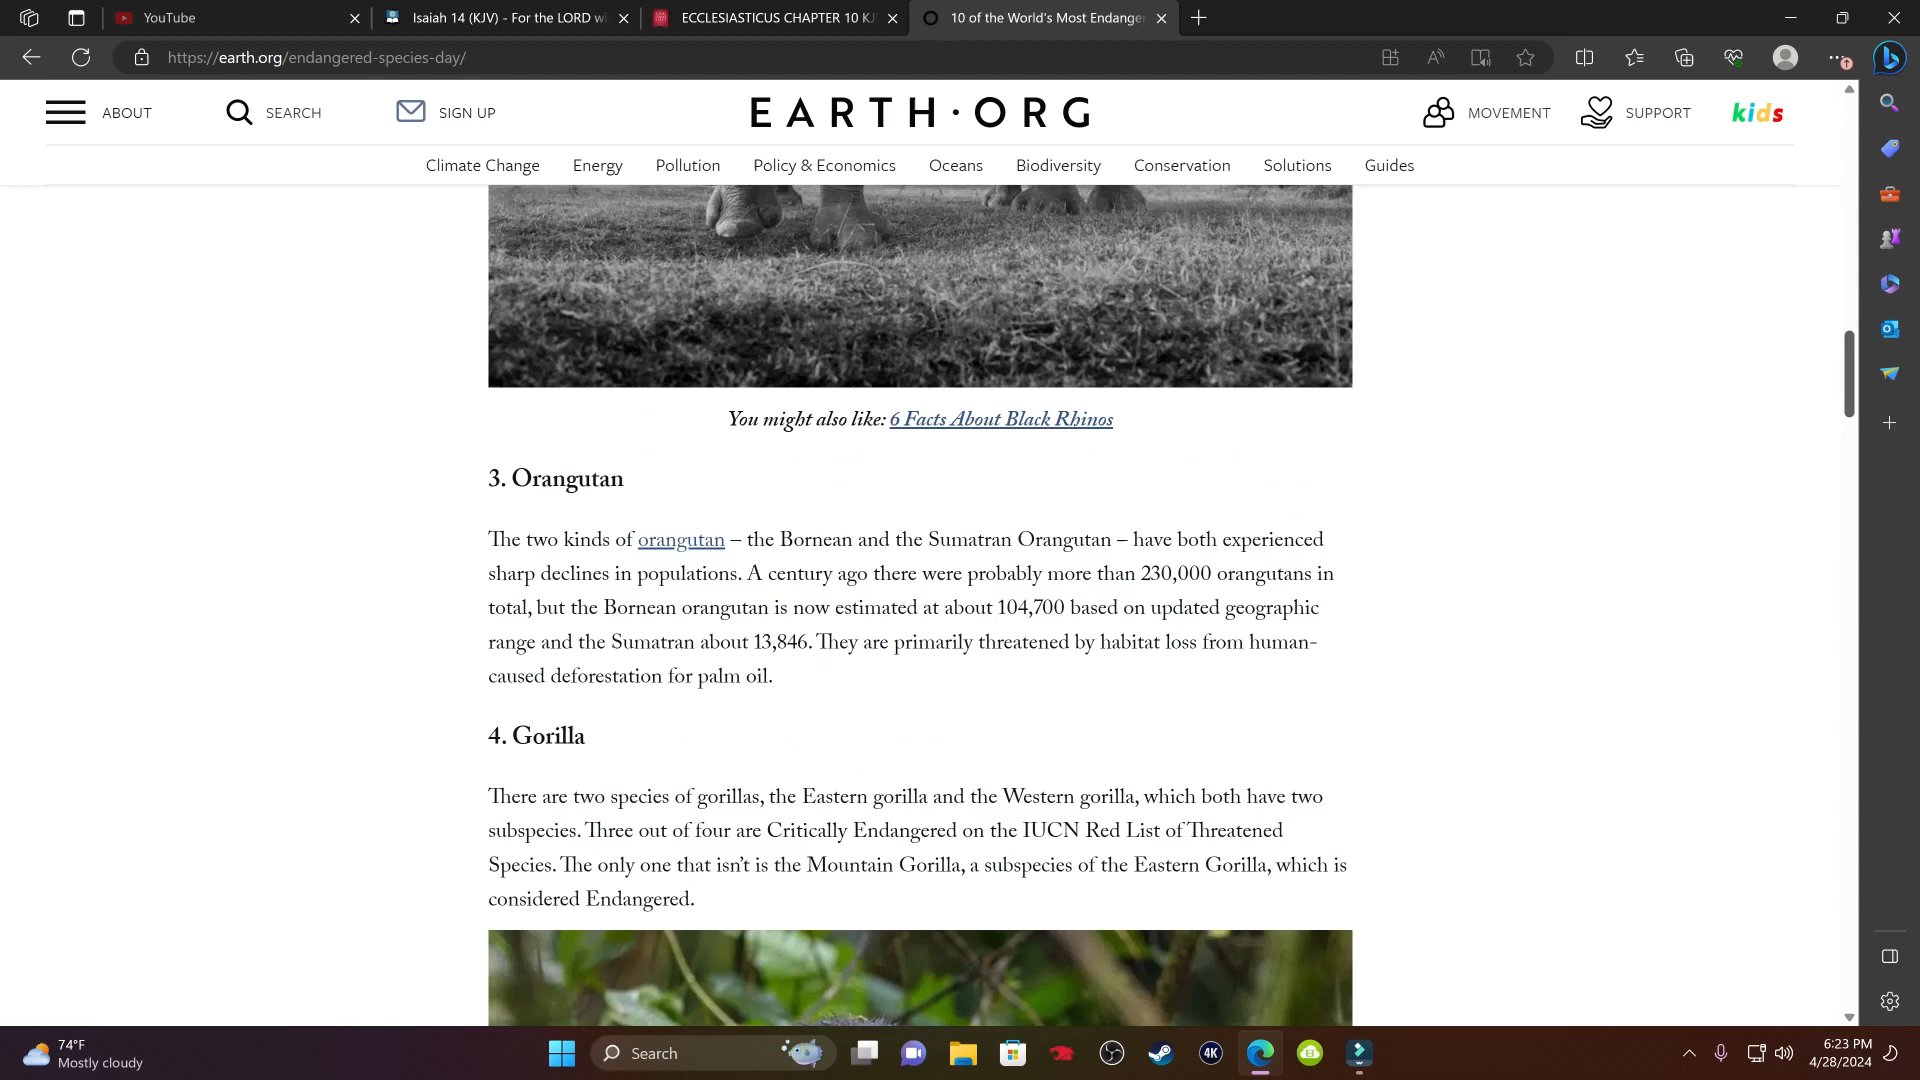 YouTube
Isaiah 14 (KJV) - For the LORD wi
ECCLESIASTICUS CHAPTER 10 KJ
10 of the World's Most Endange
https://earth.org/endangered-species-day/
ABOUT
SEARCH
SIGN UP
EARTH·ORG
MOVEMENT
SUPPORT
kids
Climate Change
Energy
Pollution
Policy & Economics
Oceans
Biodiversity
Conservation
Solutions
Guides
You might also like: 6 Facts About Black Rhinos
3. Orangutan
The two kinds of orangutan – the Bornean and the Sumatran Orangutan – have both experienced
sharp declines in populations. A century ago there were probably more than 230,000 orangutans in
total, but the Bornean orangutan is now estimated at about 104,700 based on updated geographic
range and the Sumatran about 13,846. They are primarily threatened by habitat loss from human-
caused deforestation for palm oil.
4. Gorilla
There are two species of gorillas, the Eastern gorilla and the Western gorilla, which both have two
subspecies. Three out of four are Critically Endangered on the IUCN Red List of Threatened
Species. The only one that isn't is the Mountain Gorilla, a subspecies of the Eastern Gorilla, which is
considered Endangered.
74°F
Mostly cloudy
Search
4K
6:23 PM
4/28/2024